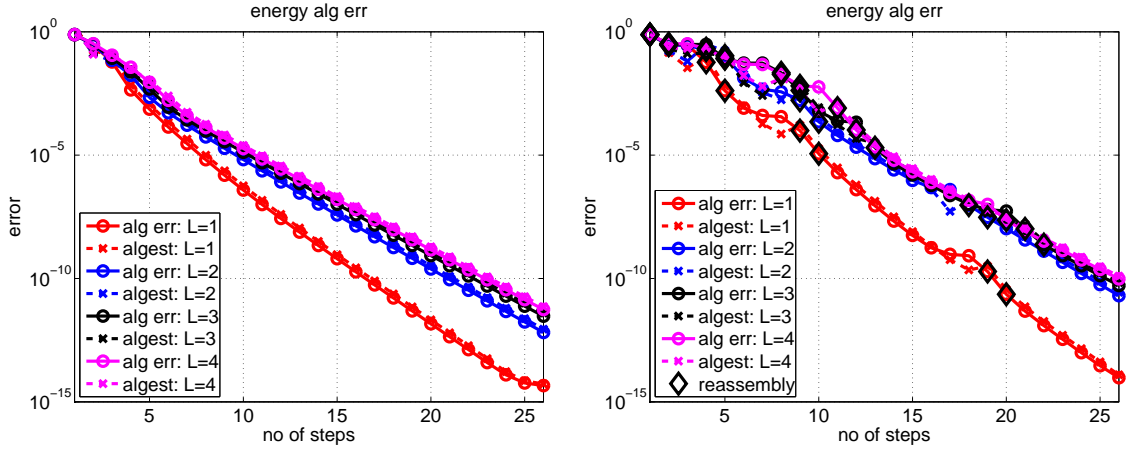 energy alg err
10^0
10^-5
10^-10
10^-15
error
alg err: L=1
algest: L=1
alg err: L=2
algest: L=2
alg err: L=3
algest: L=3
alg err: L=4
algest: L=4
5 10 15 20 25
no of steps
energy alg err
10^0
10^-5
10^-10
10^-15
error
alg err: L=1
algest: L=1
alg err: L=2
algest: L=2
alg err: L=3
algest: L=3
alg err: L=4
algest: L=4
reassembly
5 10 15 20 25
no of steps